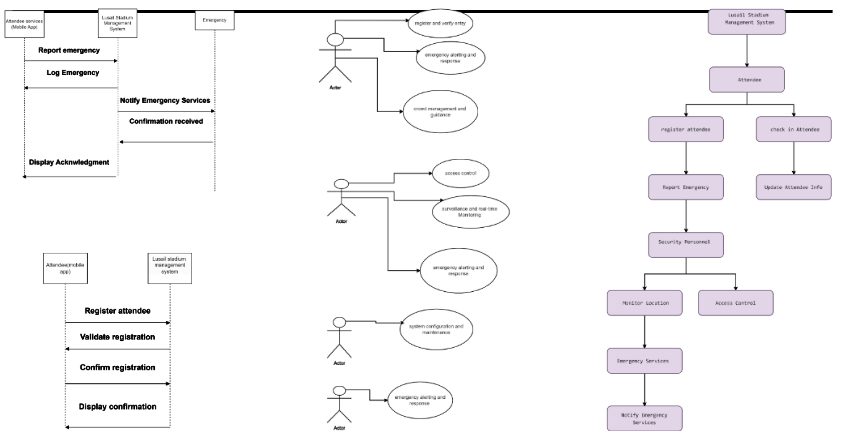 Attendee services
(Mobile App)
Lusail Stadium
Management
System
Emergency
Report emergency
Log Emergency
Notify Emergency Services
Confirmation received
Display Acknowledgment
Attendee(mobile
app)
Lusail stadium
management
system
Register attendee
Validate registration
Confirm registration
Display confirmation
Actor
register and verify entry
emergency alerting and
response
crowd management and
guidance
Actor
access control
surveillance and real-time
Monitoring
emergency alerting and
response
Actor
system configuration and
maintenance
Actor
emergency alerting and
response
Lusail Stadium
Management System
Attendee
register attendee
check in Attendee
Report Emergency
Update Attendee Info
Security Personnel
Monitor Location
Access Control
Emergency Services
Notify Emergency
Services